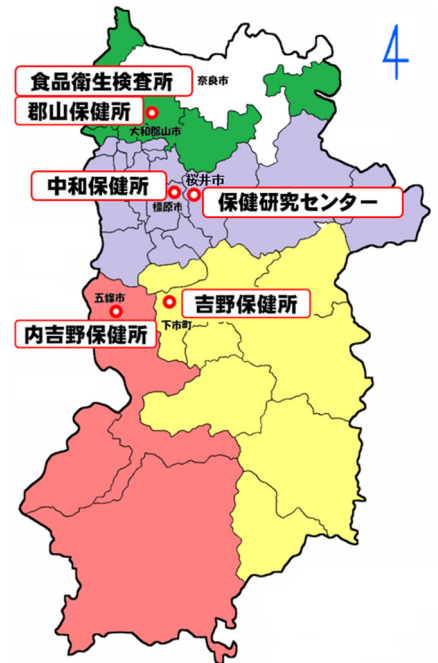 食品衛生検査所
奈良市
郡山保健所
大和郡山市
中和保健所
桜井市
橿原市
保健研究センター
五條市
吉野保健所
下市町
内吉野保健所